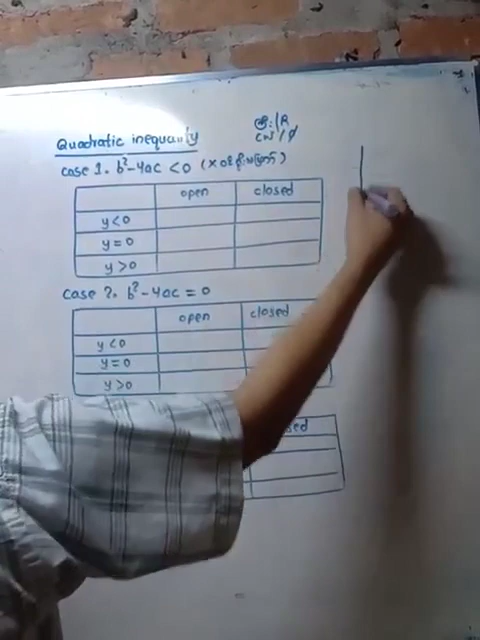 Quadratic inequality
case 1. b²-4ac < 0
open closed
y<0
y=0
y>0
case 2. b²-4ac = 0
open closed
y<0
y=0
y>0
sed